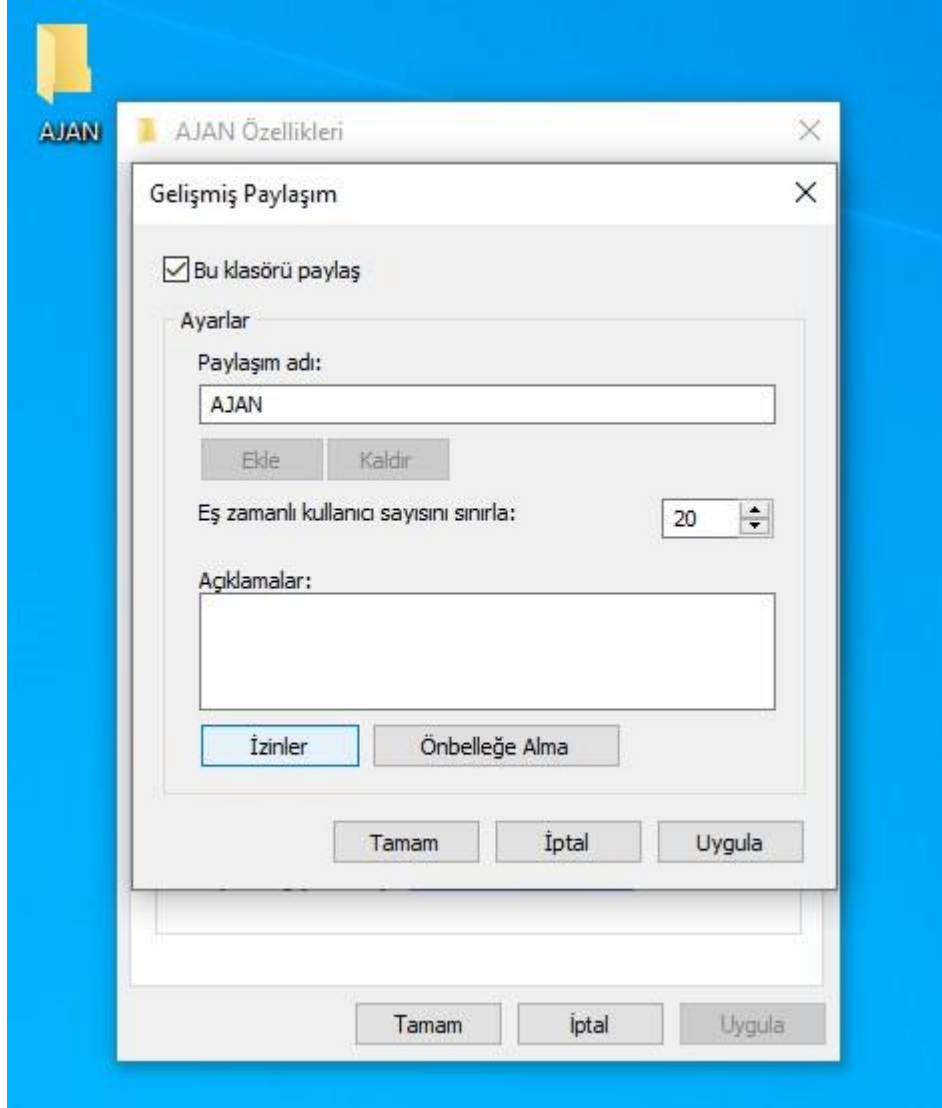 AJAN
AJAN Özellikleri
Gelişmiş Paylaşım
Bu klasörü paylaş
Ayarlar
Paylaşım adı:
AJAN
Ekle Kaldır
Eş zamanlı kullanıcı sayısını sınırla: 20
Açıklamalar:
İzinler Önbelleğe Alma
Tamam İptal Uygula
Tamam İptal Uygula